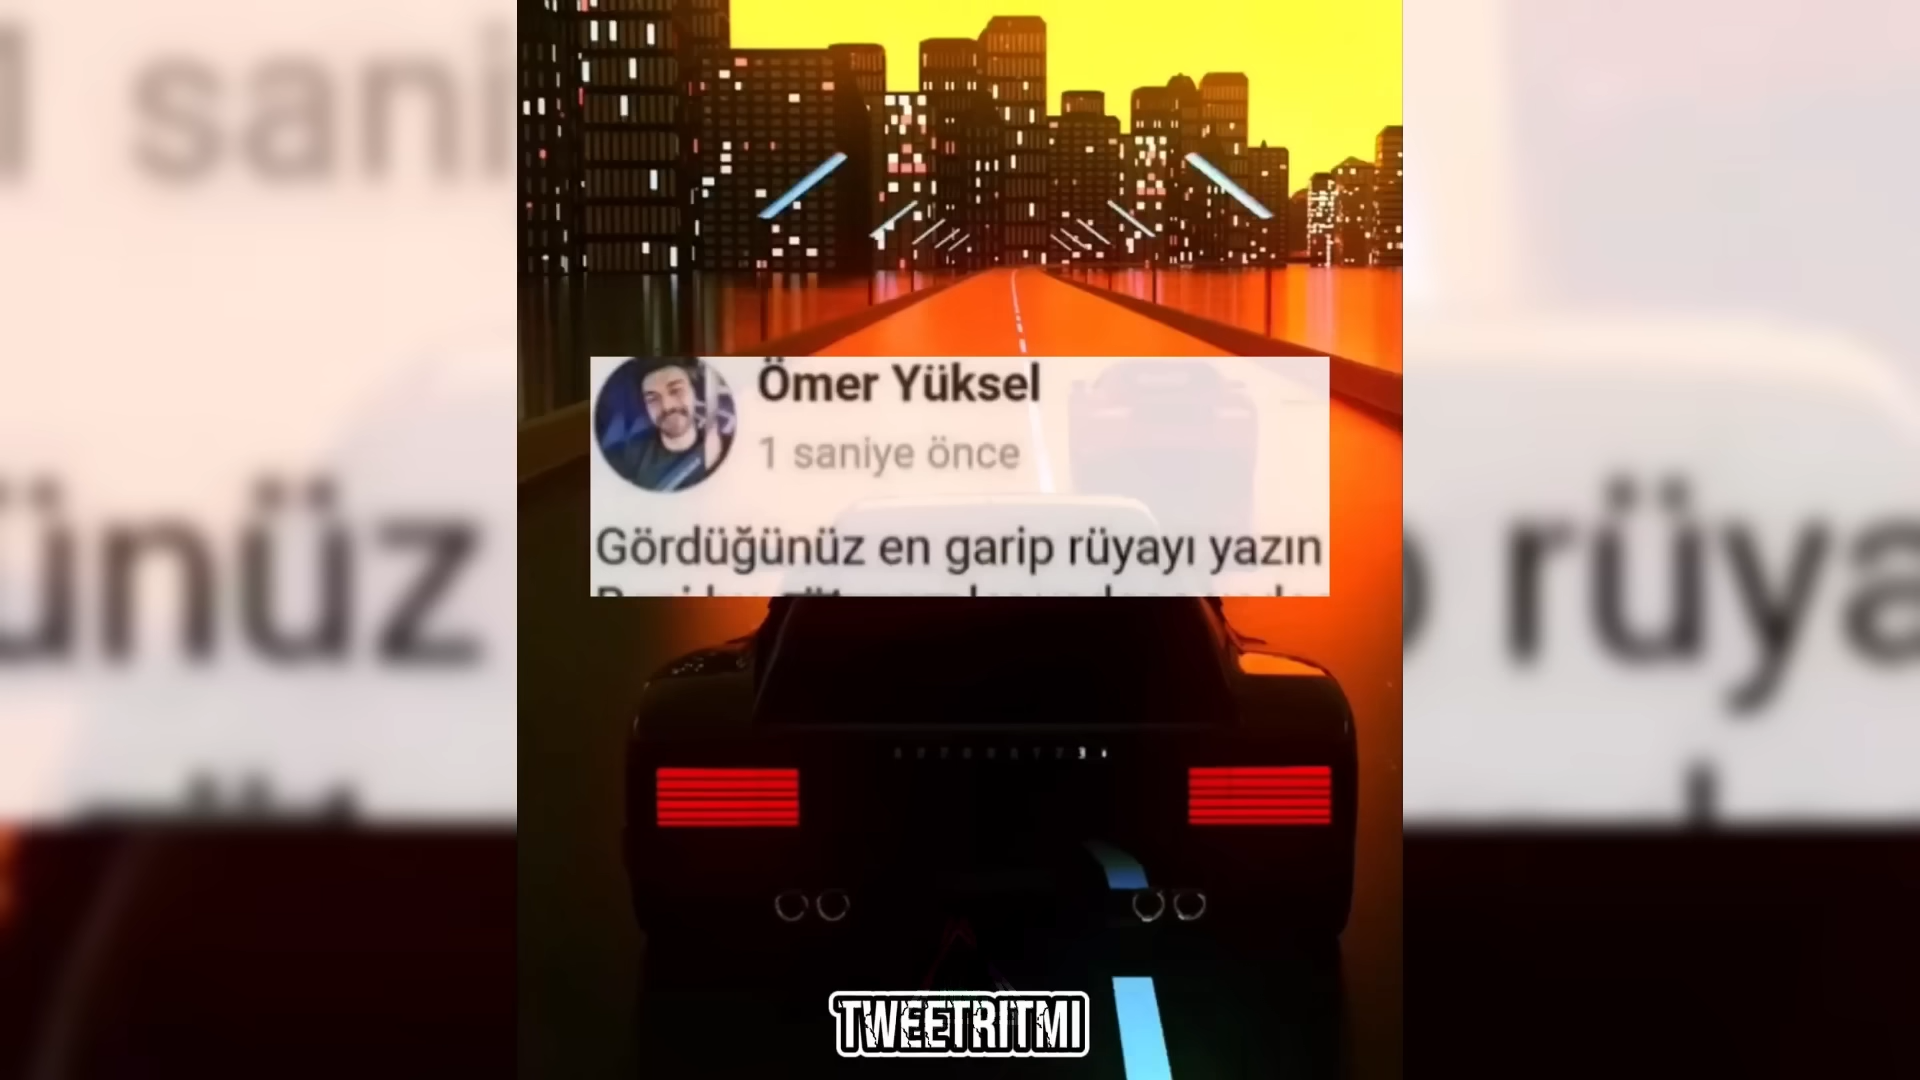 Ömer Yüksel
1 saniye önce
Gördüğünüz en garip rüyayı yazın
TWEETRITMI